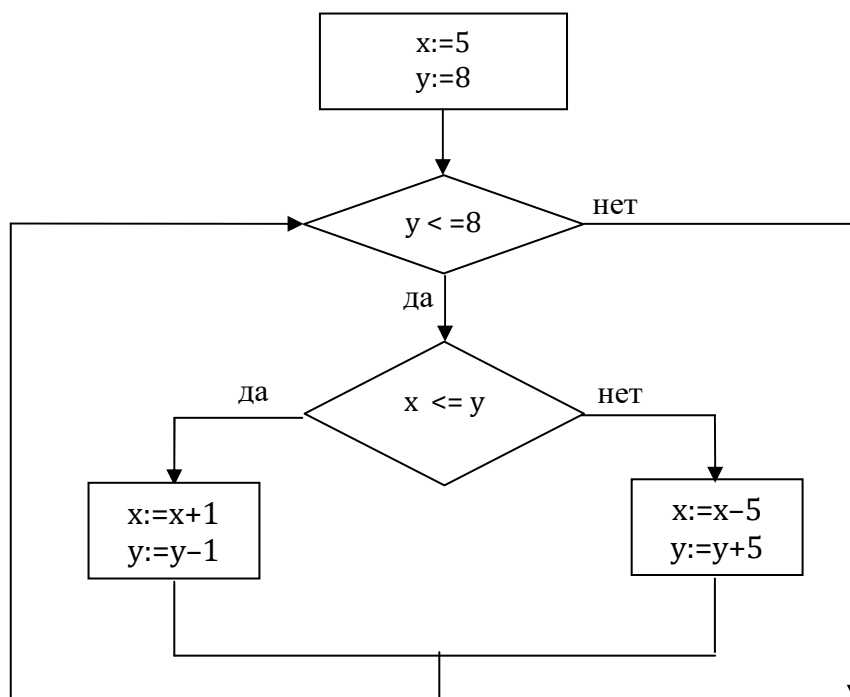 x:=5
y:=8
y < =8
нет
да
x <= y
да
нет
x:=x+1
y:=y–1
x:=x–5
y:=y+5